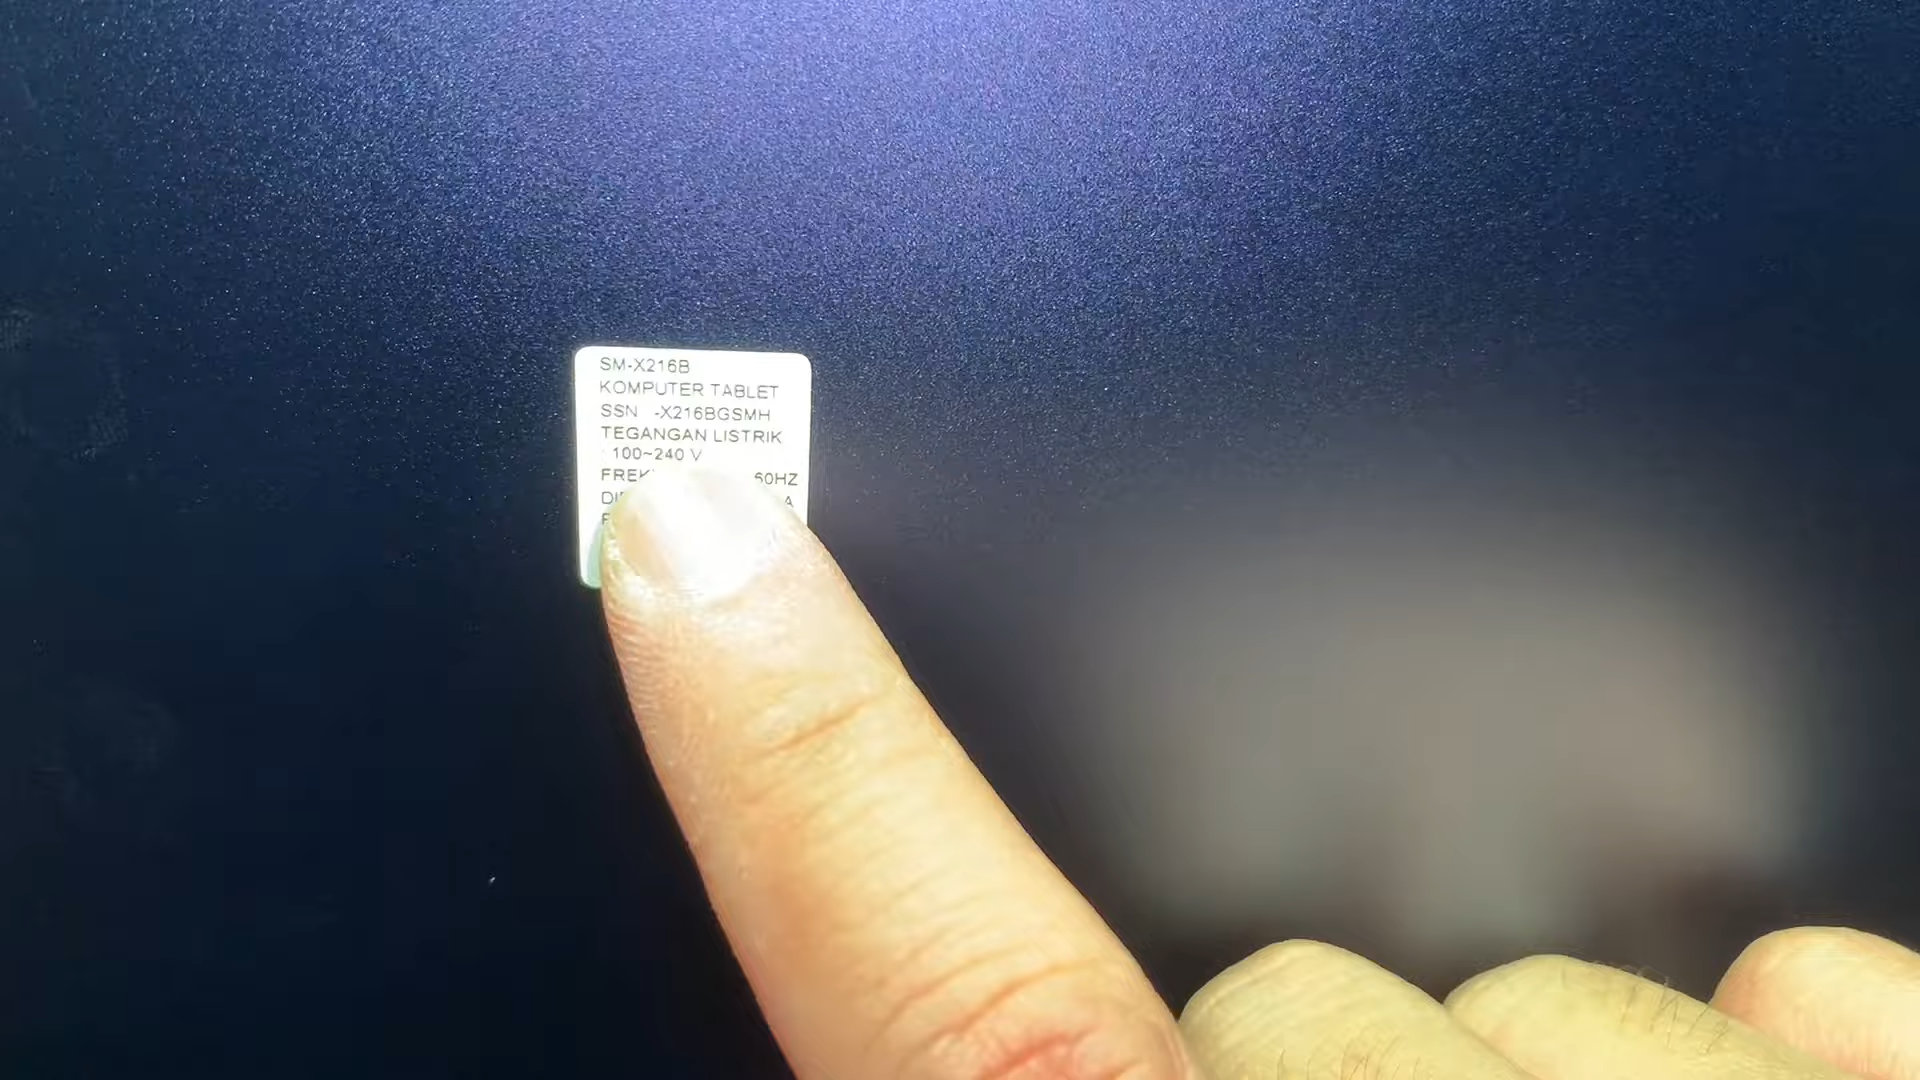 SM-X216B
KOMPUTER TABLET
SSN -X216BGSMH
TEGANGAN LISTRIK
: 100~240 V
60HZ
A